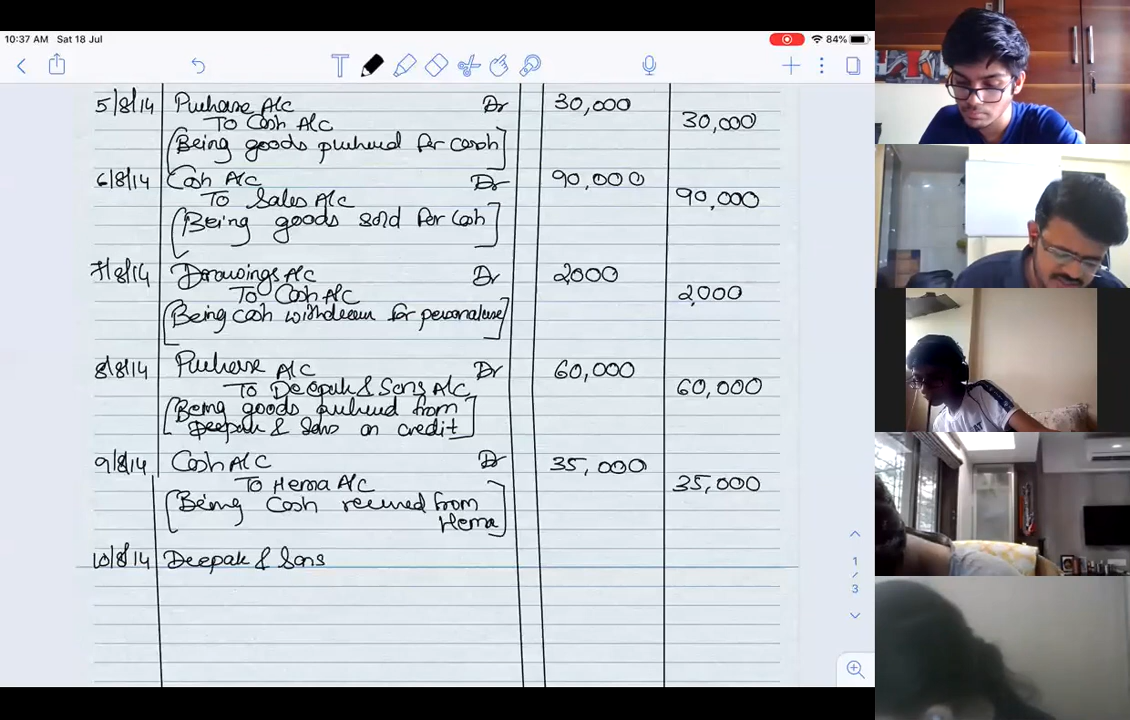 10:37 AM Sat 18 Jul
84%
T
5/8/14 Purchase A/c Dr 30,000
To Cash A/c 30,000
[Being goods purchased for cash]
6/8/14 Cash A/c Dr 90,000
To Sales A/c 90,000
[Being goods sold for cash]
7/8/14 Drawings A/c Dr 2,000
To Cash A/c 2,000
[Being cash withdrawn for personal use]
8/8/14 Purchase A/c Dr 60,000
To Deepak & Sons A/c 60,000
[Being goods purchased from
Deepak & Sons on credit]
9/8/14 Cash A/c Dr 35,000
To Hema A/c 35,000
[Being Cash received from
Hema]
10/8/14 Deepak & Sons
1
/
3